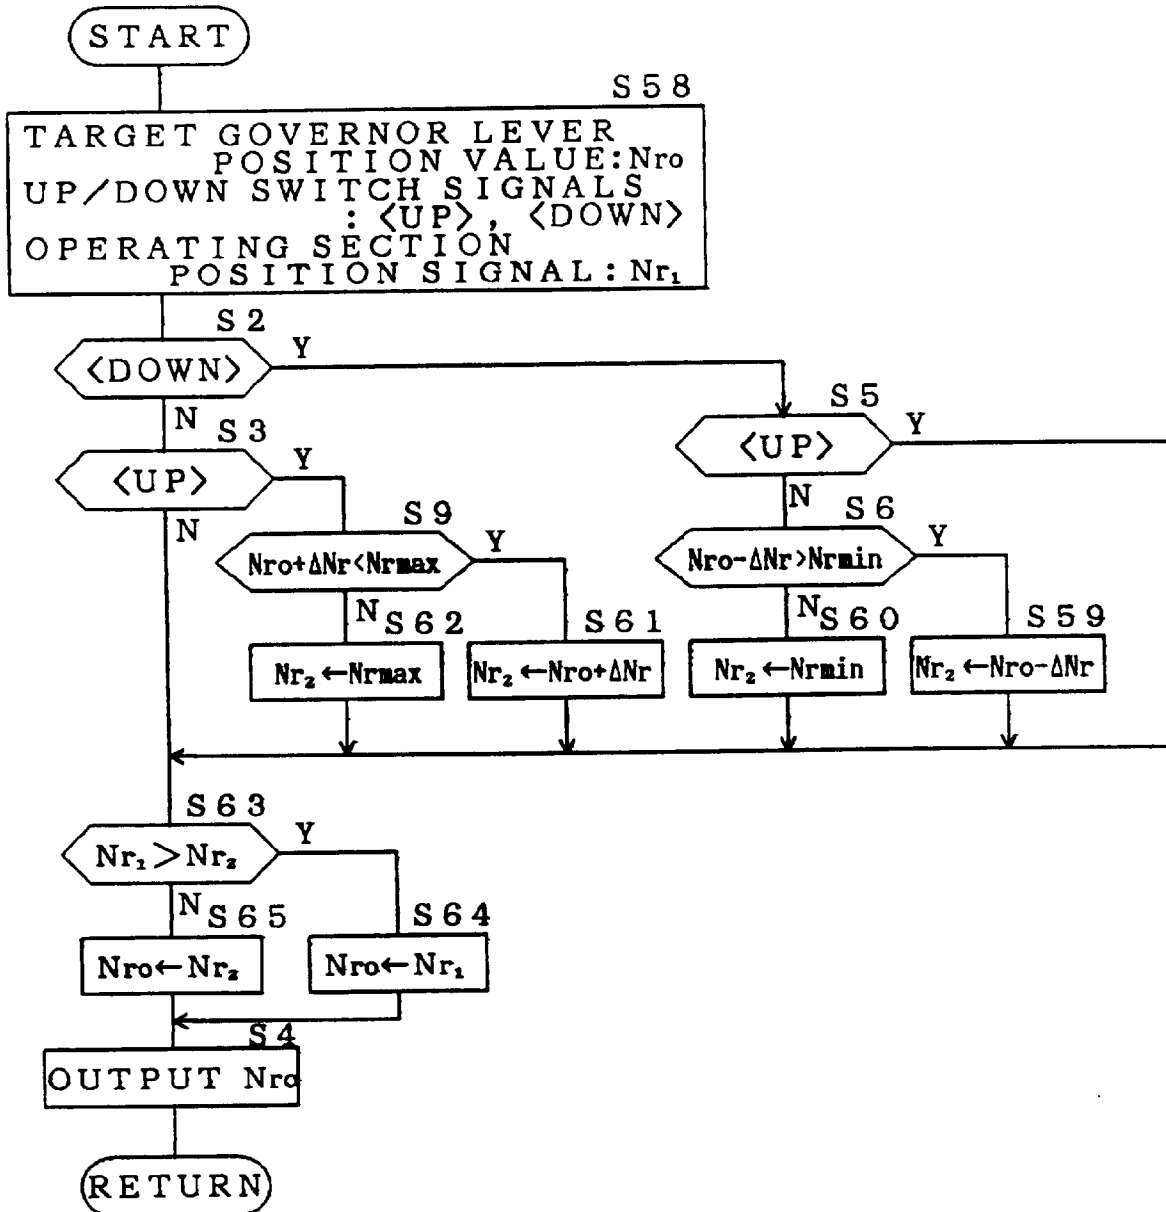 START
S58
TARGET GOVERNOR LEVER
POSITION VALUE:Nro
UP/DOWN SWITCH SIGNALS
:<UP>, <DOWN>
OPERATING SECTION
POSITION SIGNAL:Nr₁
S2
<DOWN>
Y
N
S5
<UP>
Y
N
S3
<UP>
Y
N
S9
Nro+ΔNr<Nrmax
Y
N
S6
Nro-ΔNr>Nrmin
Y
N
S62
Nr₂←Nrmax
S61
Nr₂←Nro+ΔNr
S60
Nr₂←Nrmin
S59
Nr₂←Nro-ΔNr
S63
Nr₁>Nr₂
Y
N
S65
Nro←Nr₂
S64
Nro←Nr₁
S4
OUTPUT Nro
RETURN